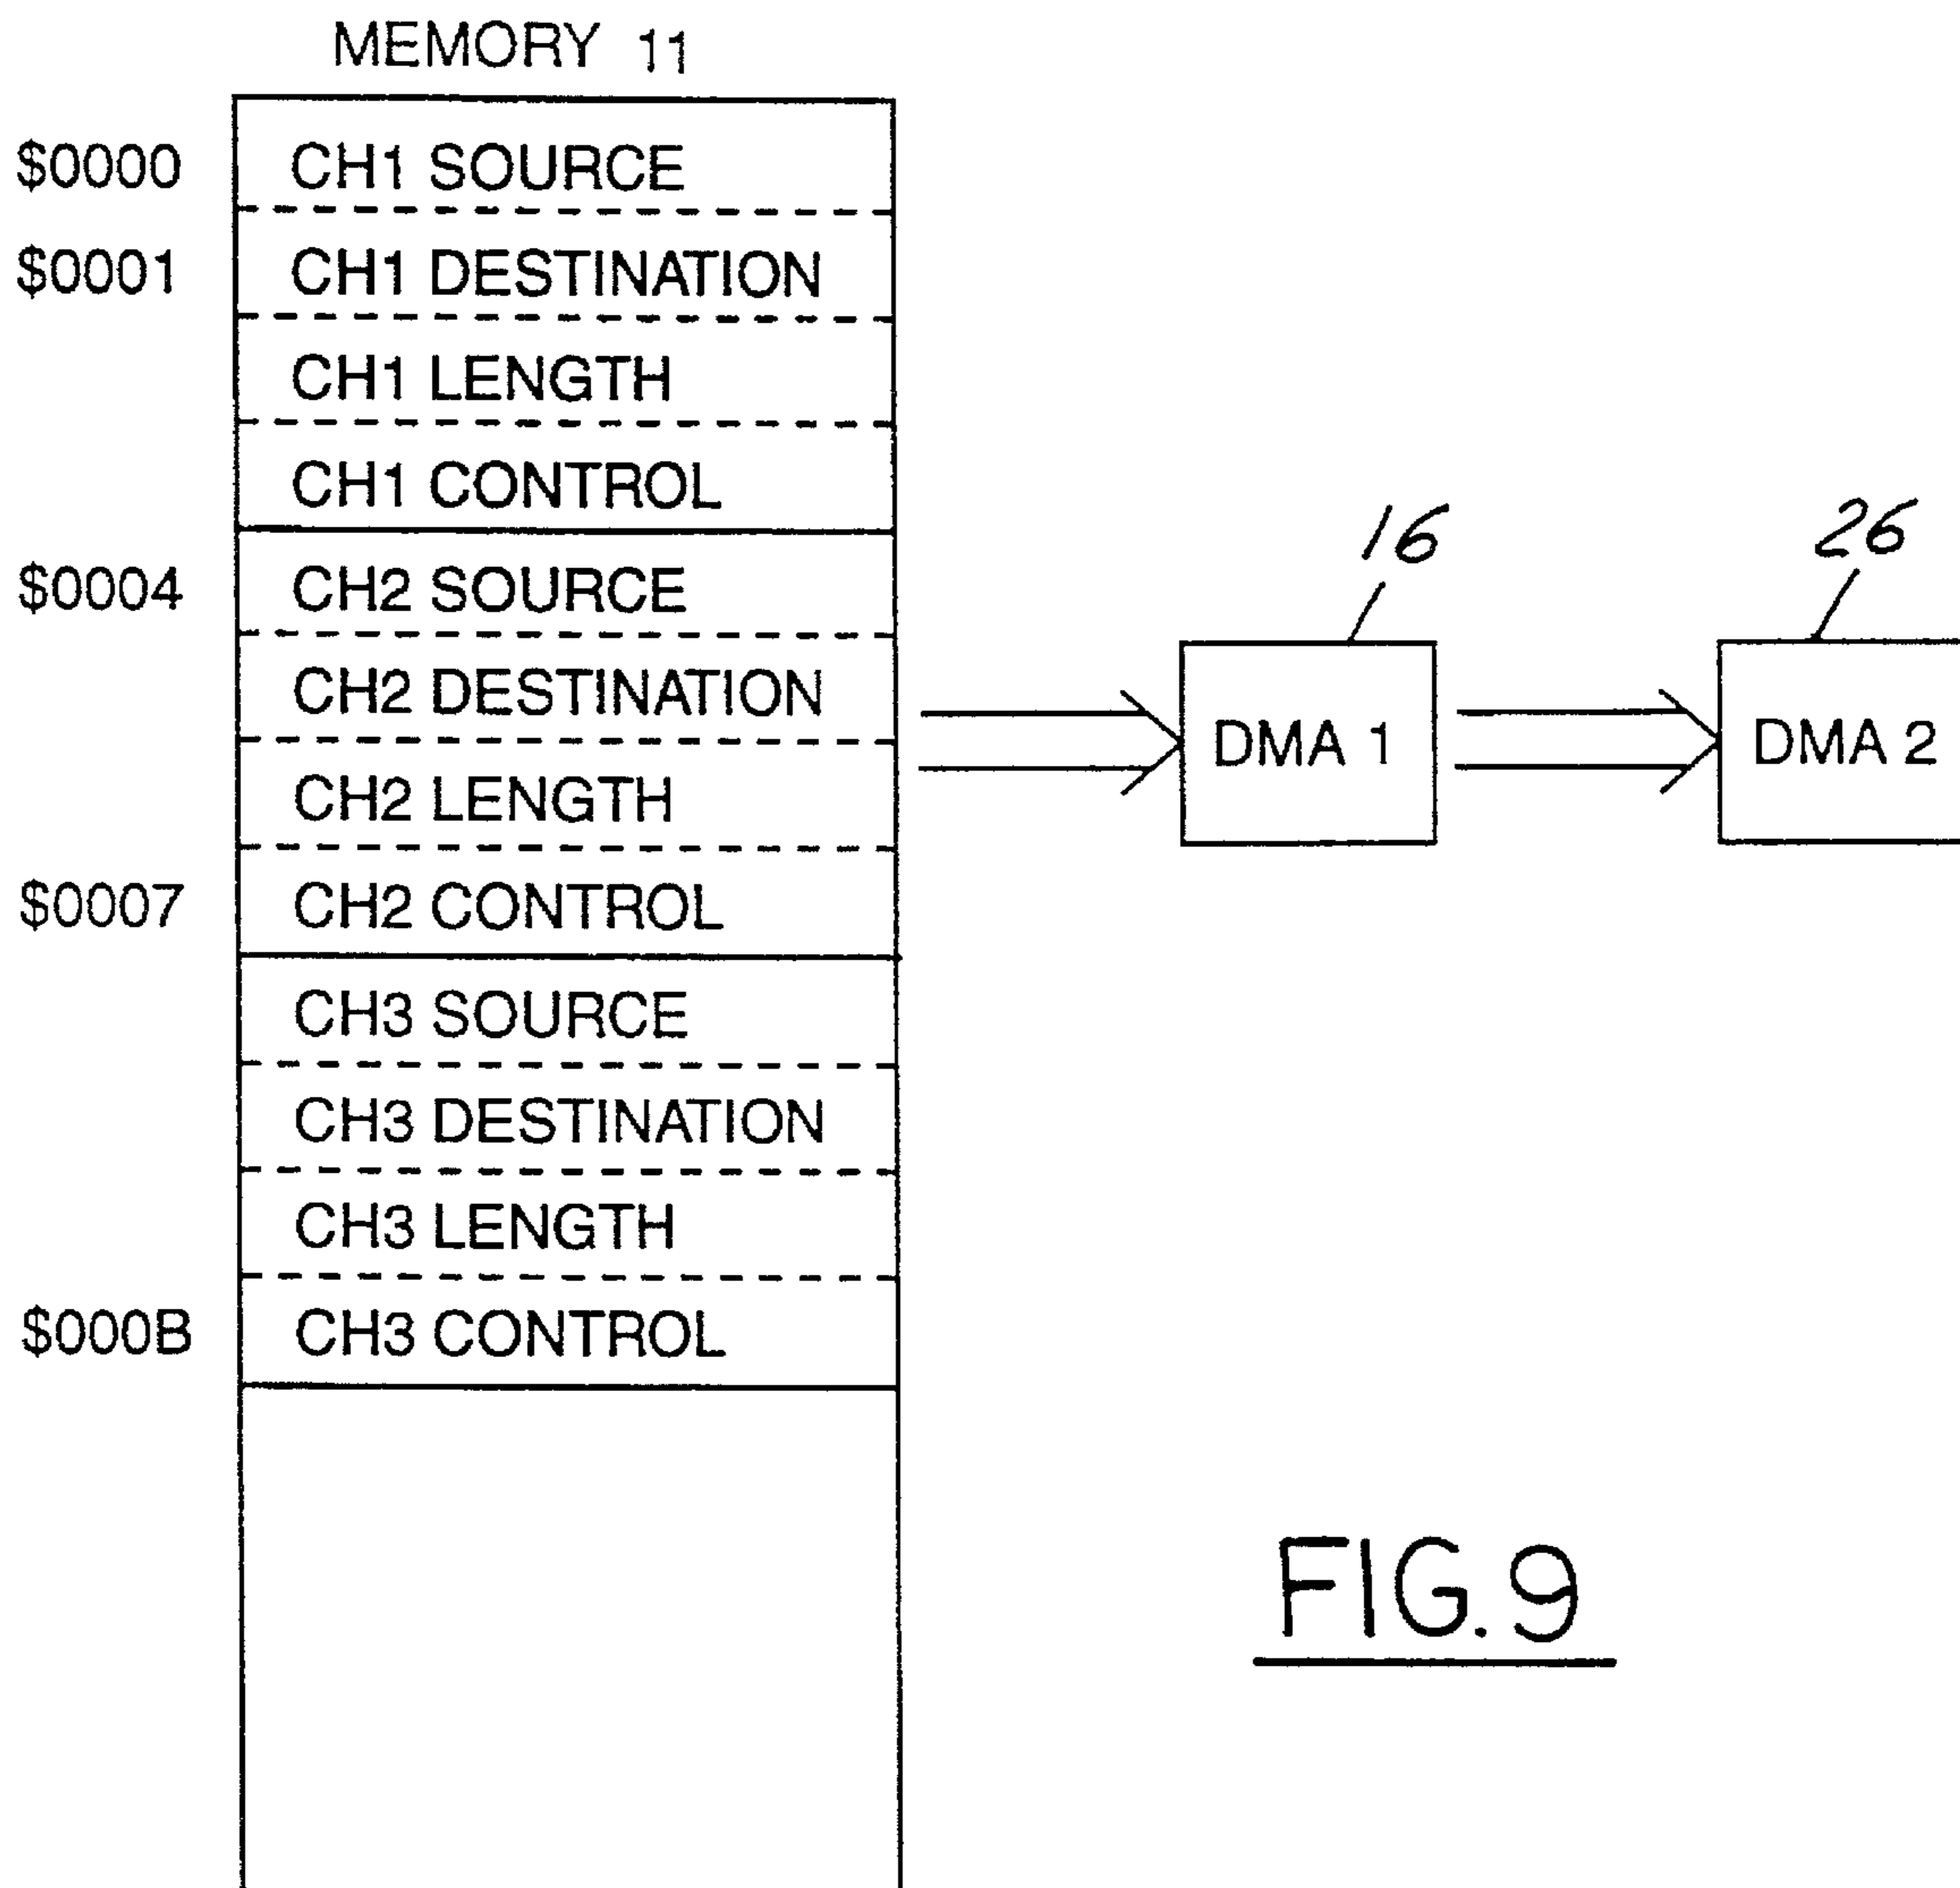 MEMORY 11
$0000 CH1 SOURCE
$0001 CH1 DESTINATION
CH1 LENGTH
CH1 CONTROL
$0004 CH2 SOURCE
CH2 DESTINATION
CH2 LENGTH
$0007 CH2 CONTROL
CH3 SOURCE
CH3 DESTINATION
CH3 LENGTH
$000B CH3 CONTROL
16
DMA 1
26
DMA 2
FIG. 9